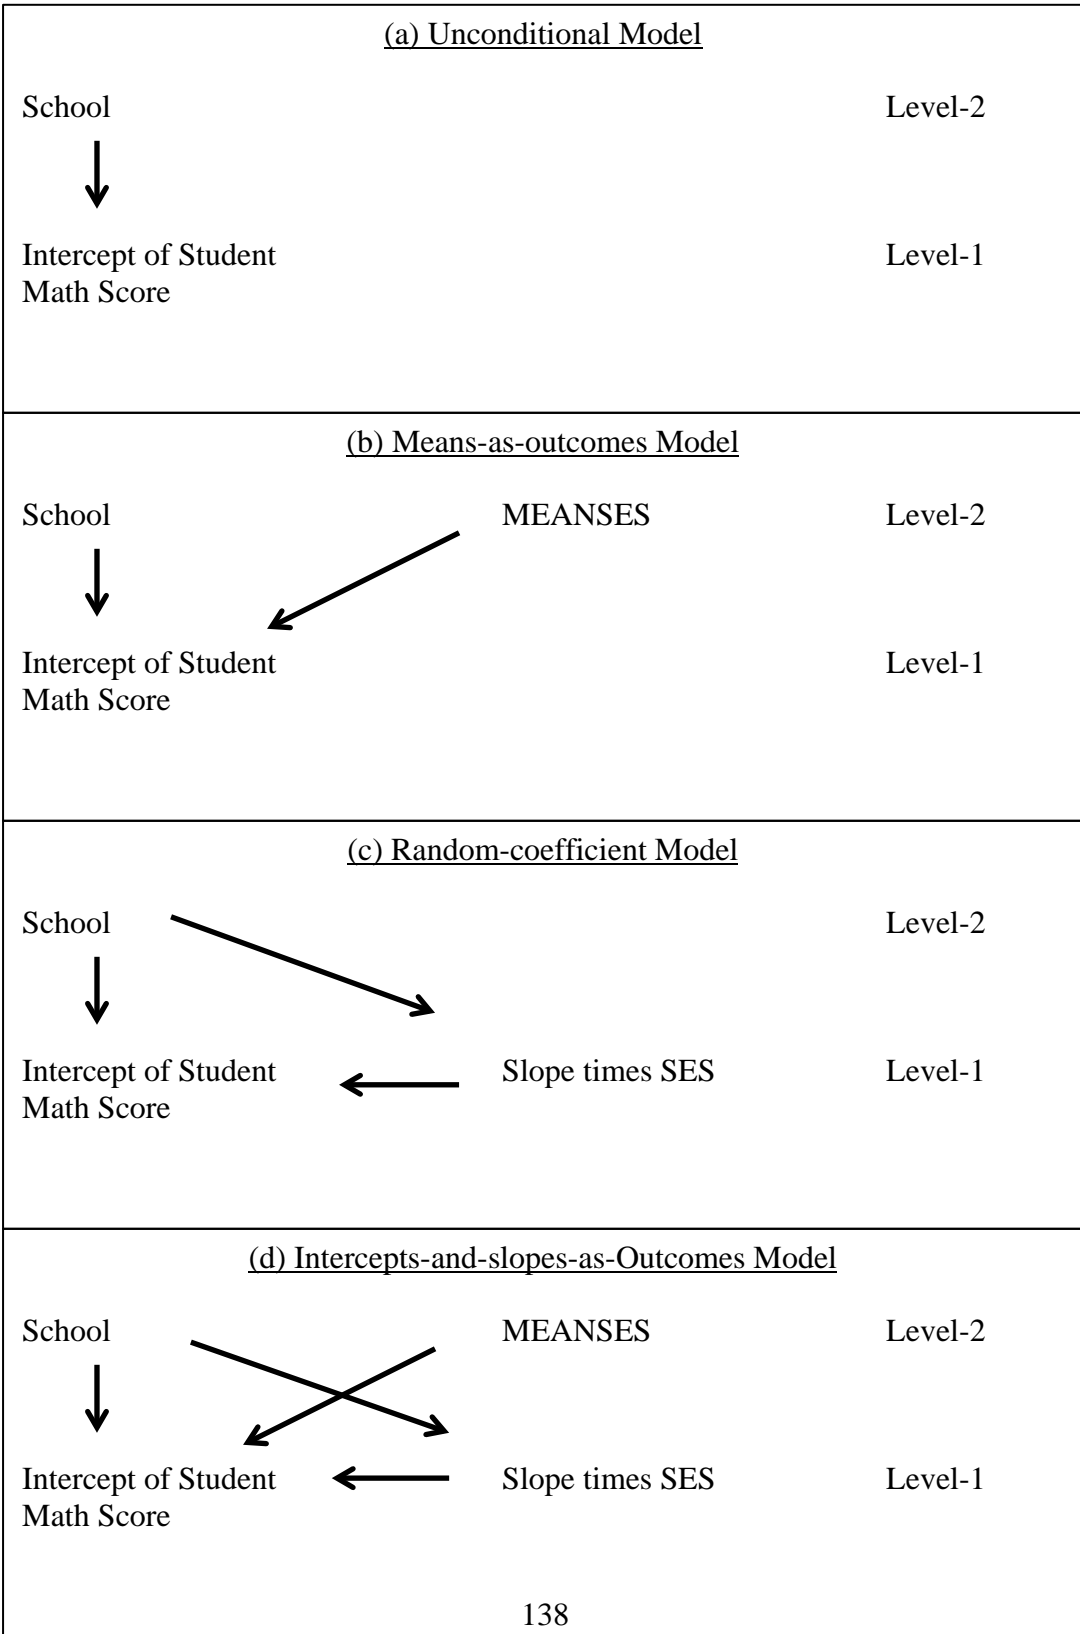 (a) Unconditional Model
School Level-2
Intercept of Student Level-1
Math Score
(b) Means-as-outcomes Model
School MEANSES Level-2
Intercept of Student Level-1
Math Score
(c) Random-coefficient Model
School Level-2
Intercept of Student Slope times SES Level-1
Math Score
(d) Intercepts-and-slopes-as-Outcomes Model
School MEANSES Level-2
Intercept of Student Slope times SES Level-1
Math Score
138